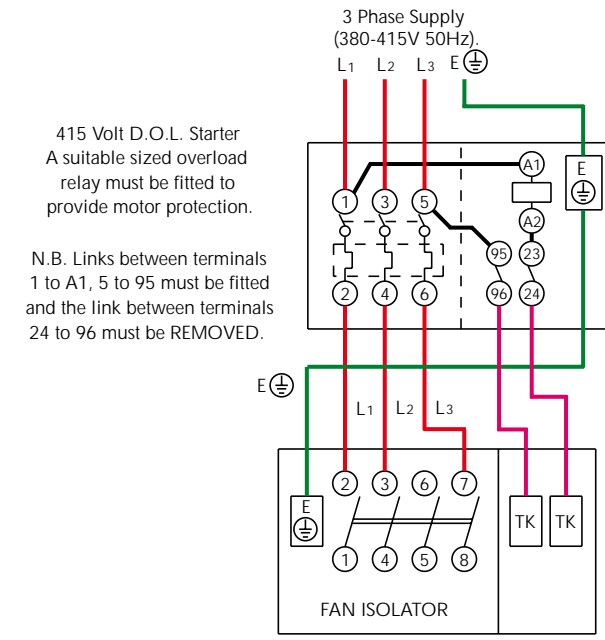 3 Phase Supply
(380-415V 50Hz).
L1 L2 L3 E
415 Volt D.O.L. Starter
A suitable sized overload
relay must be fitted to
provide motor protection.
N.B. Links between terminals
1 to A1, 5 to 95 must be fitted
and the link between terminals
24 to 96 must be REMOVED.
A1 E
1 3 5
A2
95 23
2 4 6 96 24
E
L1 L2 L3
2 3 6 7
E TK TK
1 4 5 8
FAN ISOLATOR